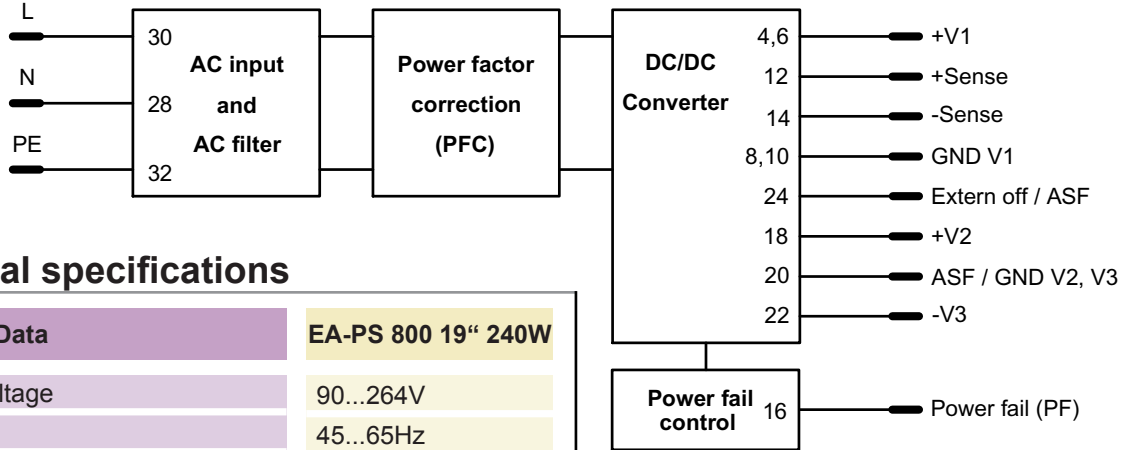 L
30
N
28
PE
32
AC input
and
AC filter
Power factor
correction
(PFC)
DC/DC
Converter
4,6
+V1
12
+Sense
14
-Sense
8,10
GND V1
24
Extern off / ASF
18
+V2
20
ASF / GND V2, V3
22
-V3
Power fail
control
16
Power fail (PF)
al specifications
Data
EA-PS 800 19“ 240W
ltage
90...264V
45...65Hz